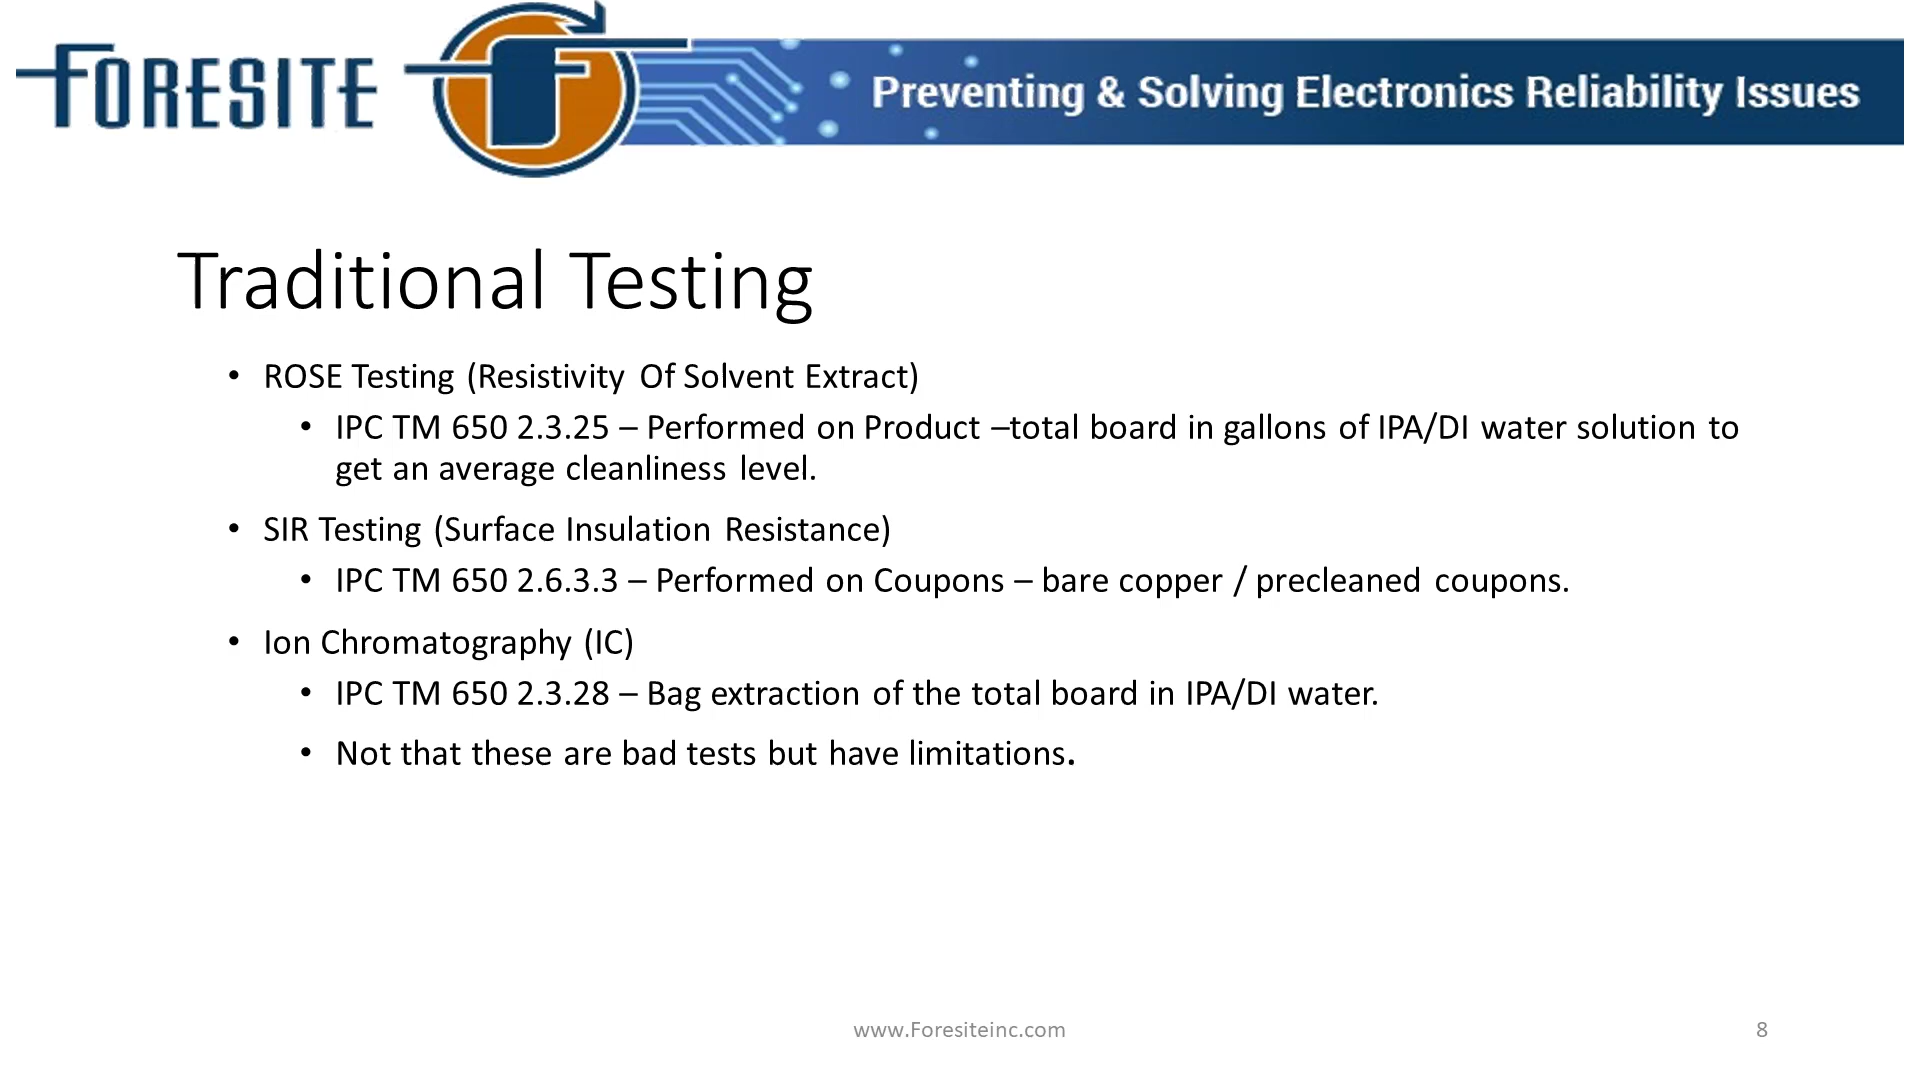 FORESITE
Preventing & Solving Electronics Reliability Issues
Traditional Testing
• ROSE Testing (Resistivity Of Solvent Extract)
• IPC TM 650 2.3.25 – Performed on Product –total board in gallons of IPA/DI water solution to
get an average cleanliness level.
• SIR Testing (Surface Insulation Resistance)
• IPC TM 650 2.6.3.3 – Performed on Coupons – bare copper / precleaned coupons.
• Ion Chromatography (IC)
• IPC TM 650 2.3.28 – Bag extraction of the total board in IPA/DI water.
• Not that these are bad tests but have limitations.
www.Foresiteinc.com
8